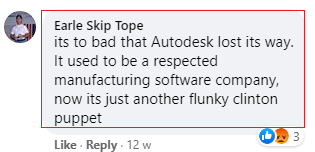 Earle Skip Tope
its to bad that Autodesk lost its way.
It used to be a respected
manufacturing software company,
now its just another flunky clinton
puppet
3
Like · Reply · 12 w